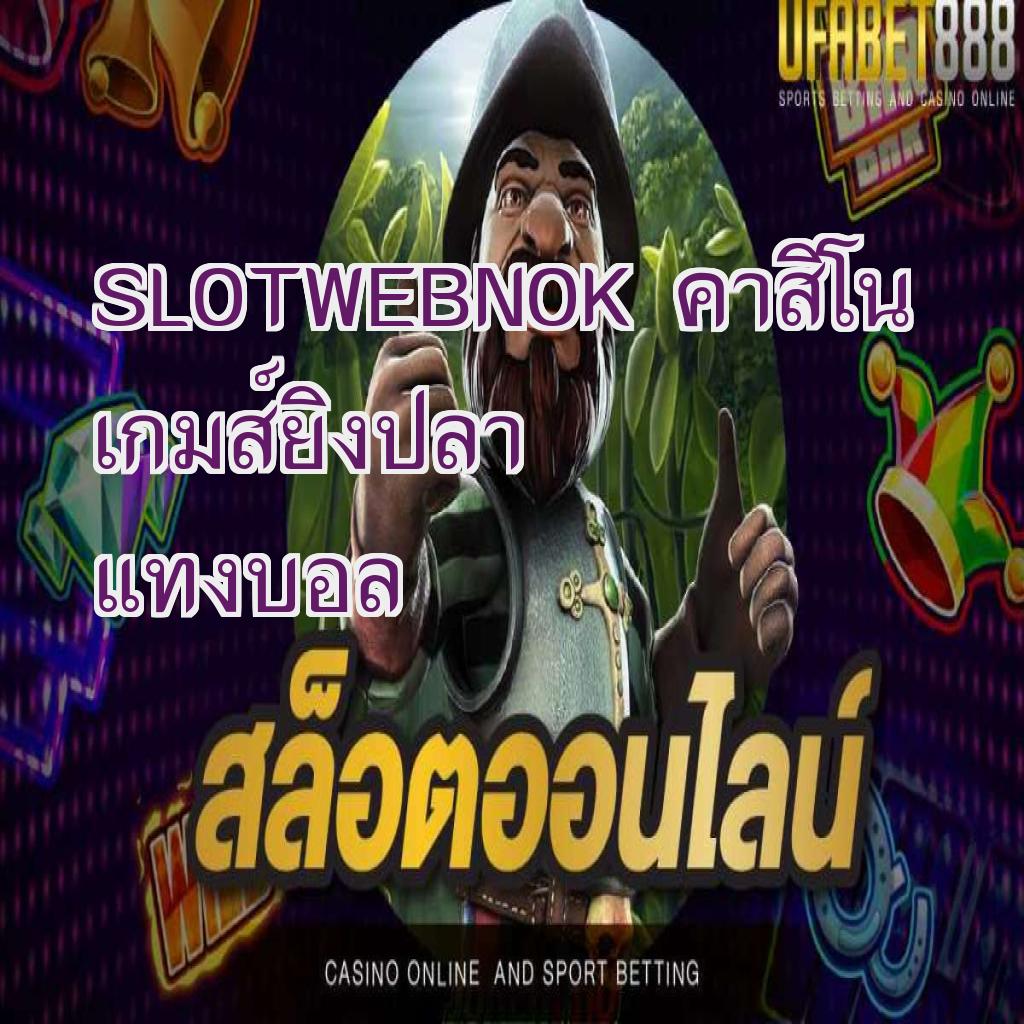 UFABET888
SPORTS BETTING AND CASINO ONLINE
BAR
SLOTWEBNOK คาสิโน
เกมส์ยิงปลา
แทงบอล
สล็อตออนไลน์
WIN
CASINO ONLINE AND SPORT BETTING